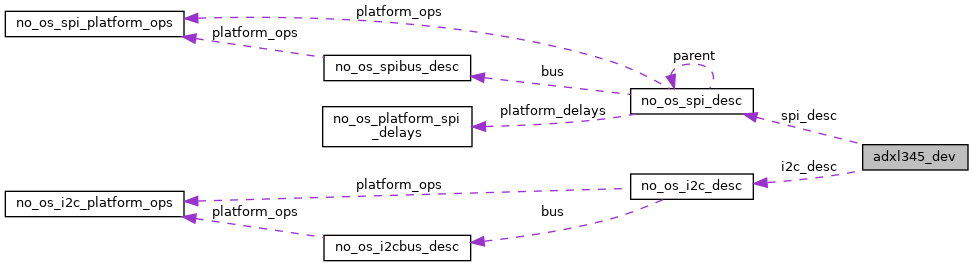 platform_ops
no_os_spi_platform_ops
platform_ops
parent
no_os_spibus_desc
bus
no_os_spi_desc
platform_delays
no_os_platform_spi
_delays
spi_desc
adxl345_dev
i2c_desc
platform_ops
no_os_i2c_desc
no_os_i2c_platform_ops
platform_ops
bus
no_os_i2cbus_desc